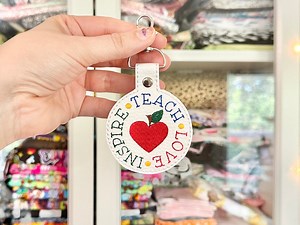 TEACH • LOVE • INSPIRE •